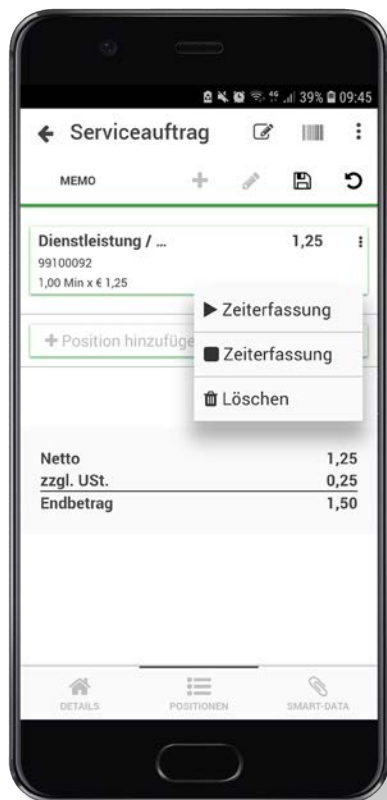 4G 39% 09:45
Serviceauftrag
MEMO
Dienstleistung / ... 1,25
99100092
1,00 Min x € 1,25
Zeiterfassung
+ Position hinzufüge
Zeiterfassung
Löschen
Netto 1,25
zzgl. USt. 0,25
Endbetrag 1,50
DETAILS POSITIONEN SMART-DATA